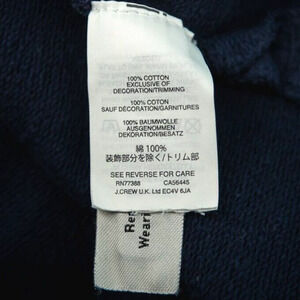 100% COTTON
EXCLUSIVE OF
DECORATION/TRIMMING
100% COTON
SAUF DÉCORATION/GARNITURES
100% BAUMWOLLE
AUSGENOMMEN
DEKORATION/BESATZ
綿 100%
装飾部分を除く/トリム部
SEE REVERSE FOR CARE
RN77388 CA56445
J.CREW U.K. Ltd EC4V 6JA
Wearin